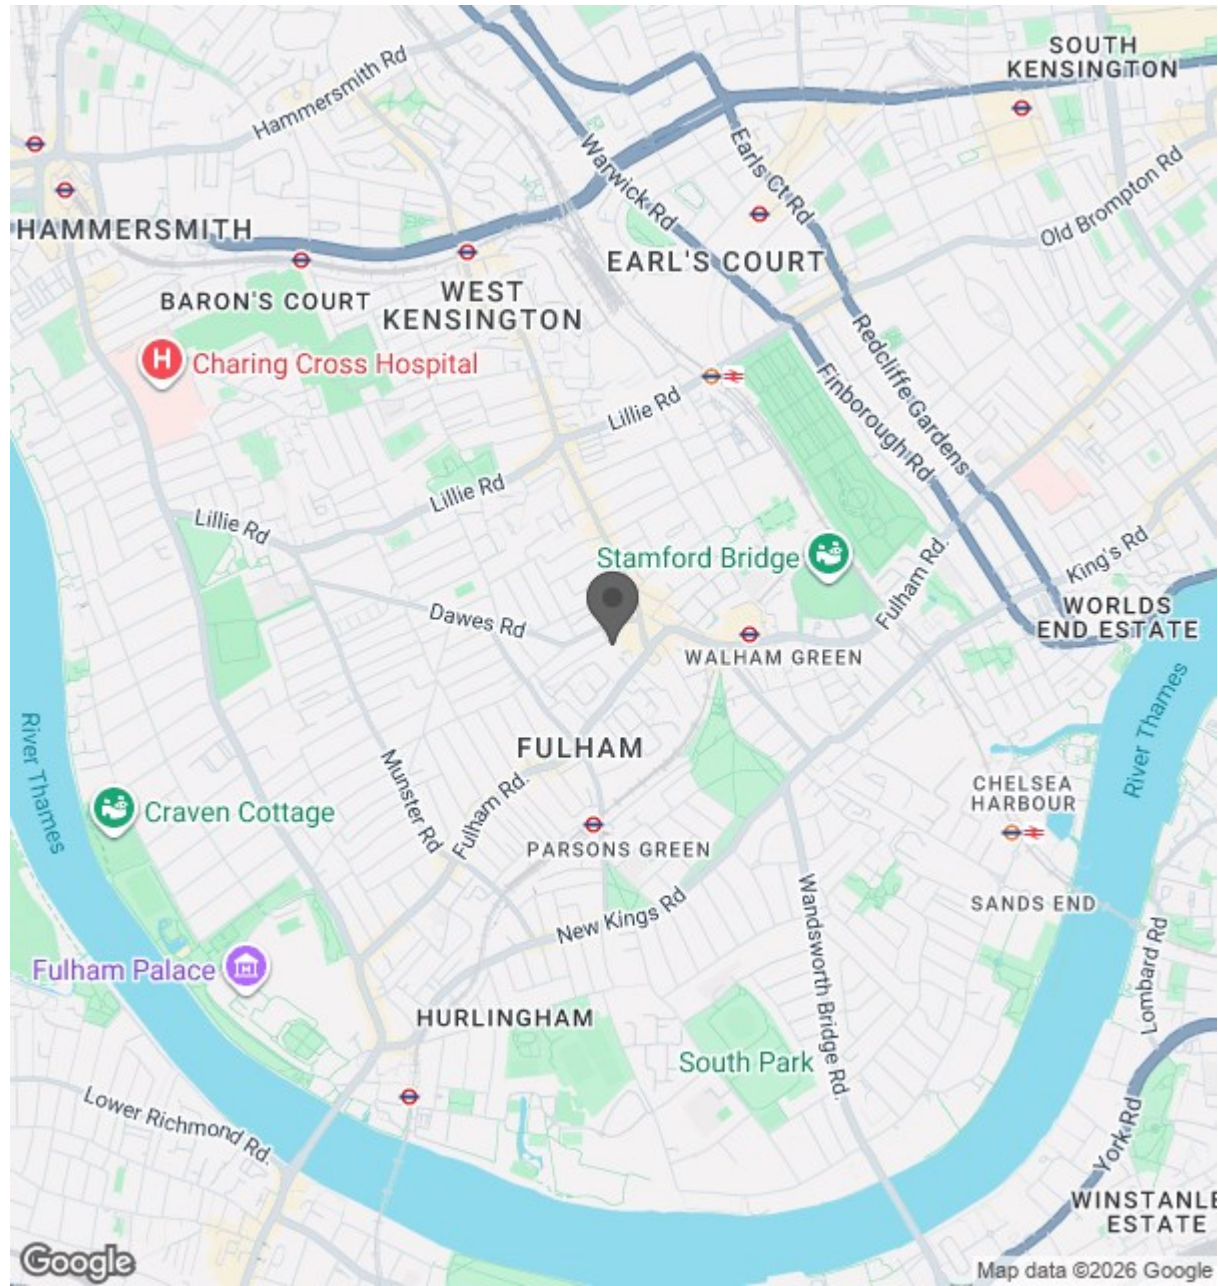 SOUTH
KENSINGTON
Hammersmith Rd
Warwick Rd
Earls Ct Rd
Old Brompton Rd
HAMMERSMITH
EARL'S COURT
BARON'S COURT
WEST
KENSINGTON
H
Charing Cross Hospital
Redcliffe Gardens
Finborough Rd
Lillie Rd
Lillie Rd
Lillie Rd
Stamford Bridge
Fulham Rd.
King's Rd
WORLDS
END ESTATE
Dawes Rd
WALHAM GREEN
River Thames
River Thames
FULHAM
Munster Rd
Fulham Rd.
CHELSEA
HARBOUR
Craven Cottage
PARSONS GREEN
Wandsworth Bridge Rd.
SANDS END
New Kings Rd
Lombard Rd
Fulham Palace
HURLINGHAM
South Park
Lower Richmond Rd.
York Rd
WINSTANLE
ESTATE
Google
Map data ©2026 Google